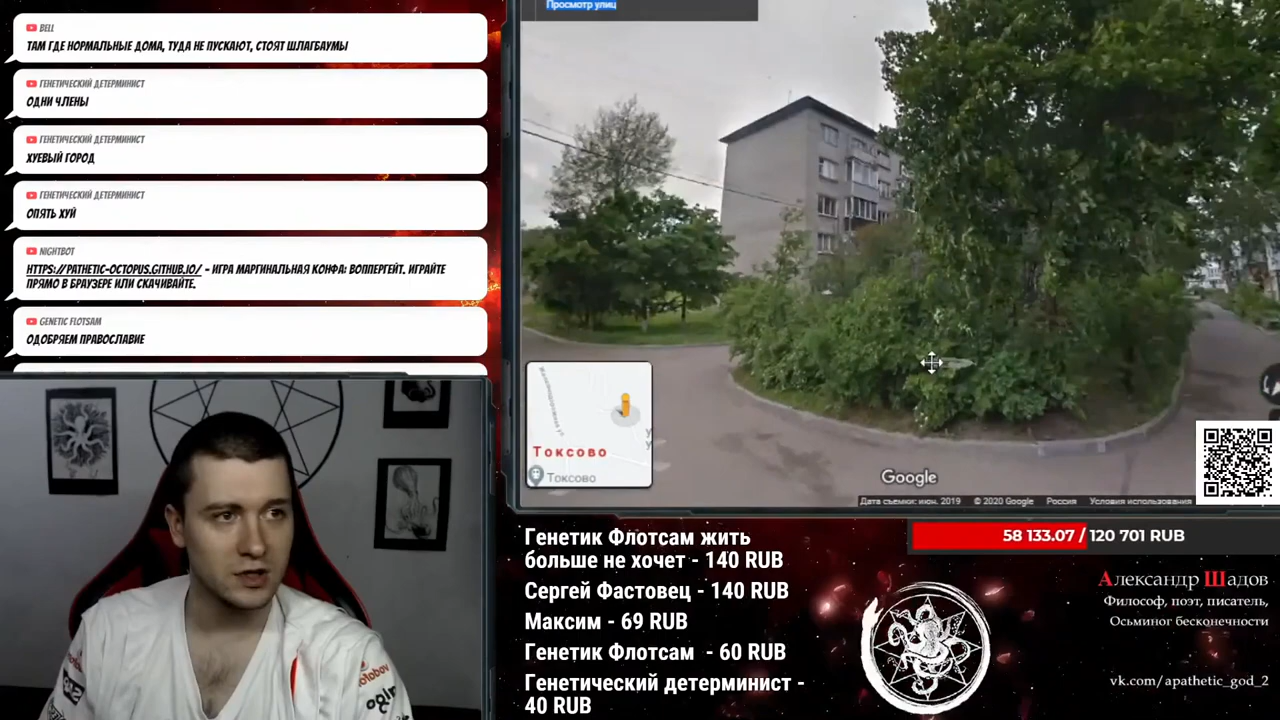 BELL
ТАМ ГДЕ НОРМАЛЬНЫЕ ДОМА, ТУДА НЕ ПУСКАЮТ, СТОЯТ ШЛАГБАУМЫ
ГЕНЕТИЧЕСКИЙ ДЕТЕРМИНИСТ
ОДНИ ЧЛЕНЫ
ГЕНЕТИЧЕСКИЙ ДЕТЕРМИНИСТ
ХУЕВЫЙ ГОРОД
ГЕНЕТИЧЕСКИЙ ДЕТЕРМИНИСТ
ОПЯТЬ ХУЙ
NIGHTBOT
HTTPS://PATHETIC-OCTOPUS.GITHUB.IO/ - ИГРА МАРГИНАЛЬНАЯ КОНФА: ВОППЕРГЕЙТ. ИГРАЙТЕ
ПРЯМО В БРАУЗЕРЕ ИЛИ СКАЧИВАЙТЕ.
GENETIC FLOTSAM
ОДОБРЯЕМ ПРАВОСЛАВИЕ
Просмотр улиц
Токсово
Токсово
Google
Дата съемки: июн. 2019 © 2020 Google Россия Условия использования
Генетик Флотсам жить
больше не хочет - 140 RUB
Сергей Фастовец - 140 RUB
Максим - 69 RUB
Генетик Флотсам - 60 RUB
Генетический детерминист -
40 RUB
58 133.07 / 120 701 RUB
Александр Шадов
Философ, поэт, писатель,
Осьминог бесконечности
vk.com/apathetic_god_2